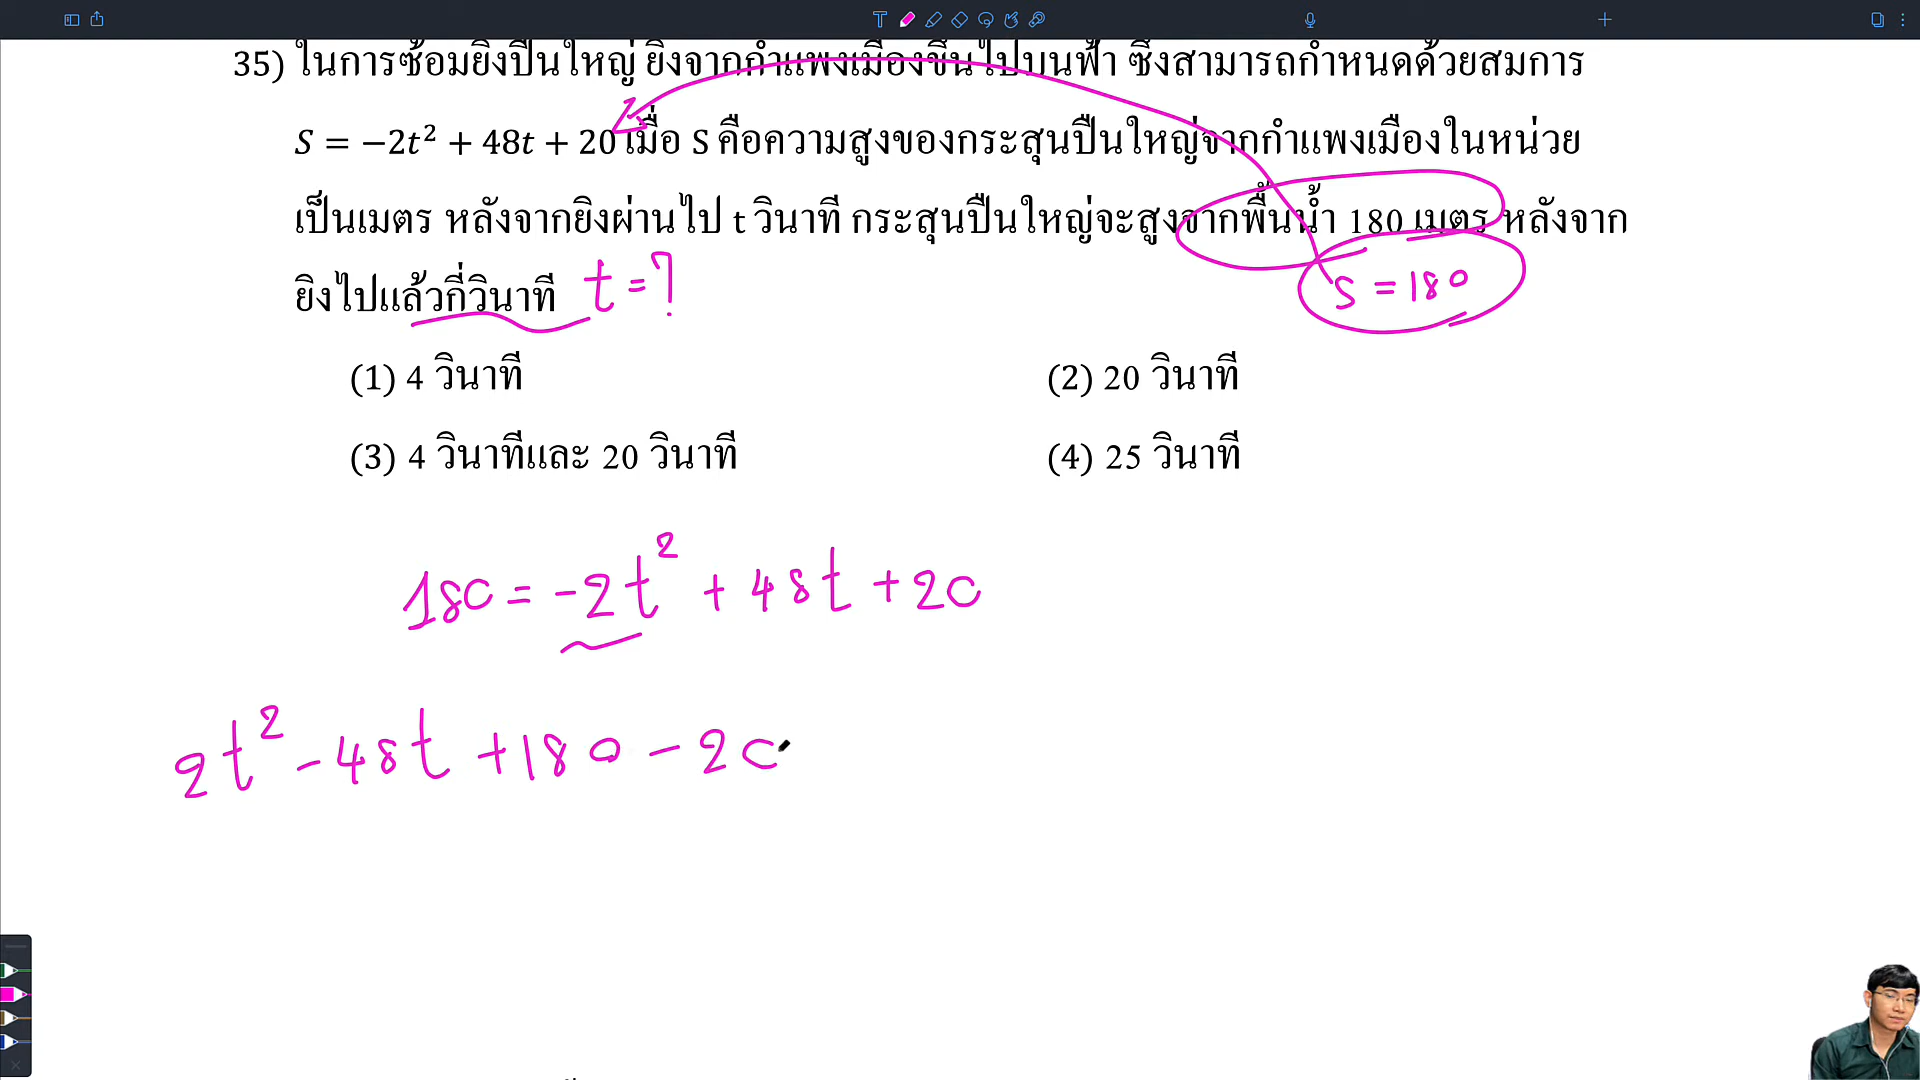 35) ในการซ้อมยิงปืนใหญ่ ยิงจากกำแพงเมืองขึ้นไปบนฟ้า ซึ่งสามารถกำหนดด้วยสมการ
S = −2t² + 48t + 20 เมื่อ S คือความสูงของกระสุนปืนใหญ่จากกำแพงเมืองในหน่วย
เป็นเมตร หลังจากยิงผ่านไป t วินาที กระสุนปืนใหญ่จะสูงจากพื้นน้ำ 180 เมตร หลังจาก
ยิงไปแล้วกี่วินาที t = ? S = 180
(1) 4 วินาที (2) 20 วินาที
(3) 4 วินาทีและ 20 วินาที (4) 25 วินาที
180 = -2t² + 48t + 20
2t² - 48t + 180 - 20